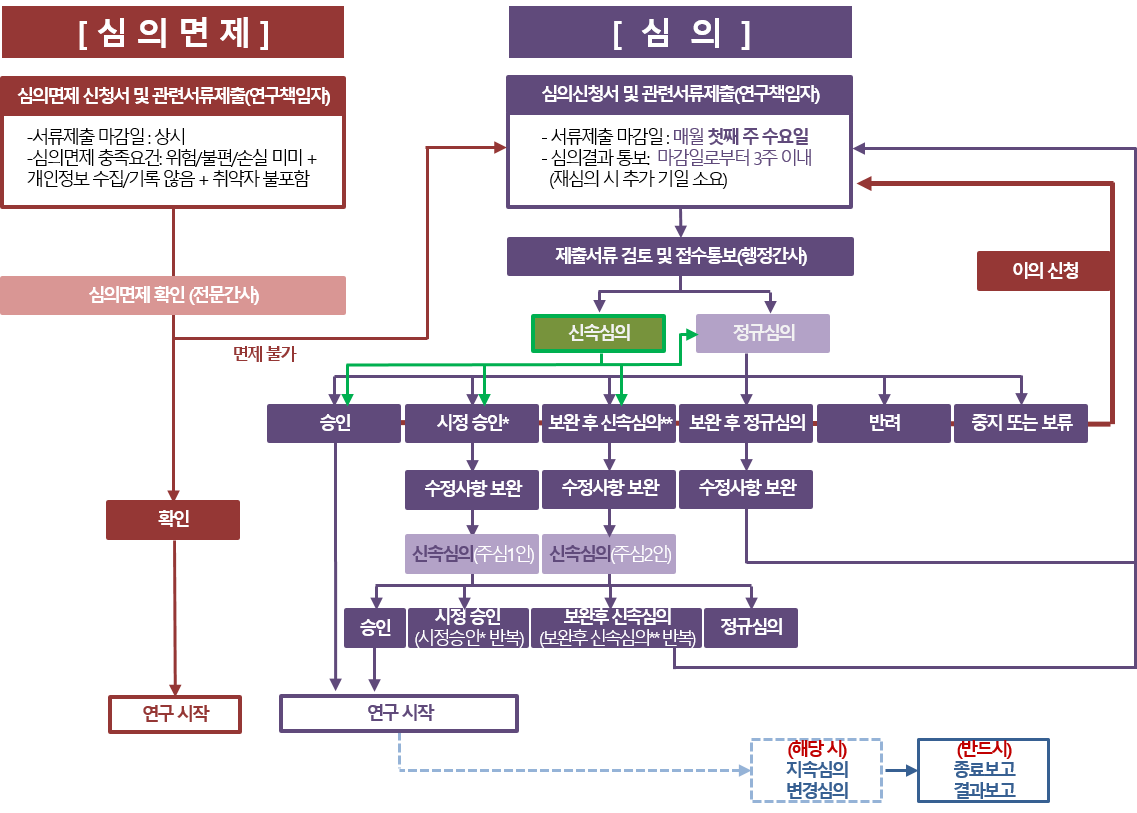 [ 심 의 면 제 ]
[ 심 의 ]
심의면제 신청서 및 관련서류제출(연구책임자)
-서류제출 마감일 : 상시
-심의면제 충족요건: 위험/불편/손실 미미 +
개인정보 수집/기록 않음 + 취약자 불포함
심의신청서 및 관련서류제출(연구책임자)
- 서류제출 마감일 : 매월 첫째 주 수요일
- 심의결과 통보: 마감일로부터 3주 이내
(재심의 시 추가 기일 소요)
제출서류 검토 및 접수통보(행정간사)
이의 신청
심의면제 확인 (전문간사)
면제 불가
신속심의
정규심의
승인
시정 승인*
보완 후 신속심의**
보완 후 정규심의
반려
중지 또는 보류
수정사항 보완
수정사항 보완
수정사항 보완
확인
신속심의(주심1인)
신속심의(주심2인)
승인
시정 승인
(시정승인* 반복)
보완후 신속심의
(보완후 신속심의** 반복)
정규심의
연구 시작
연구 시작
(해당 시)
지속심의
변경심의
(반드시)
종료보고
결과보고